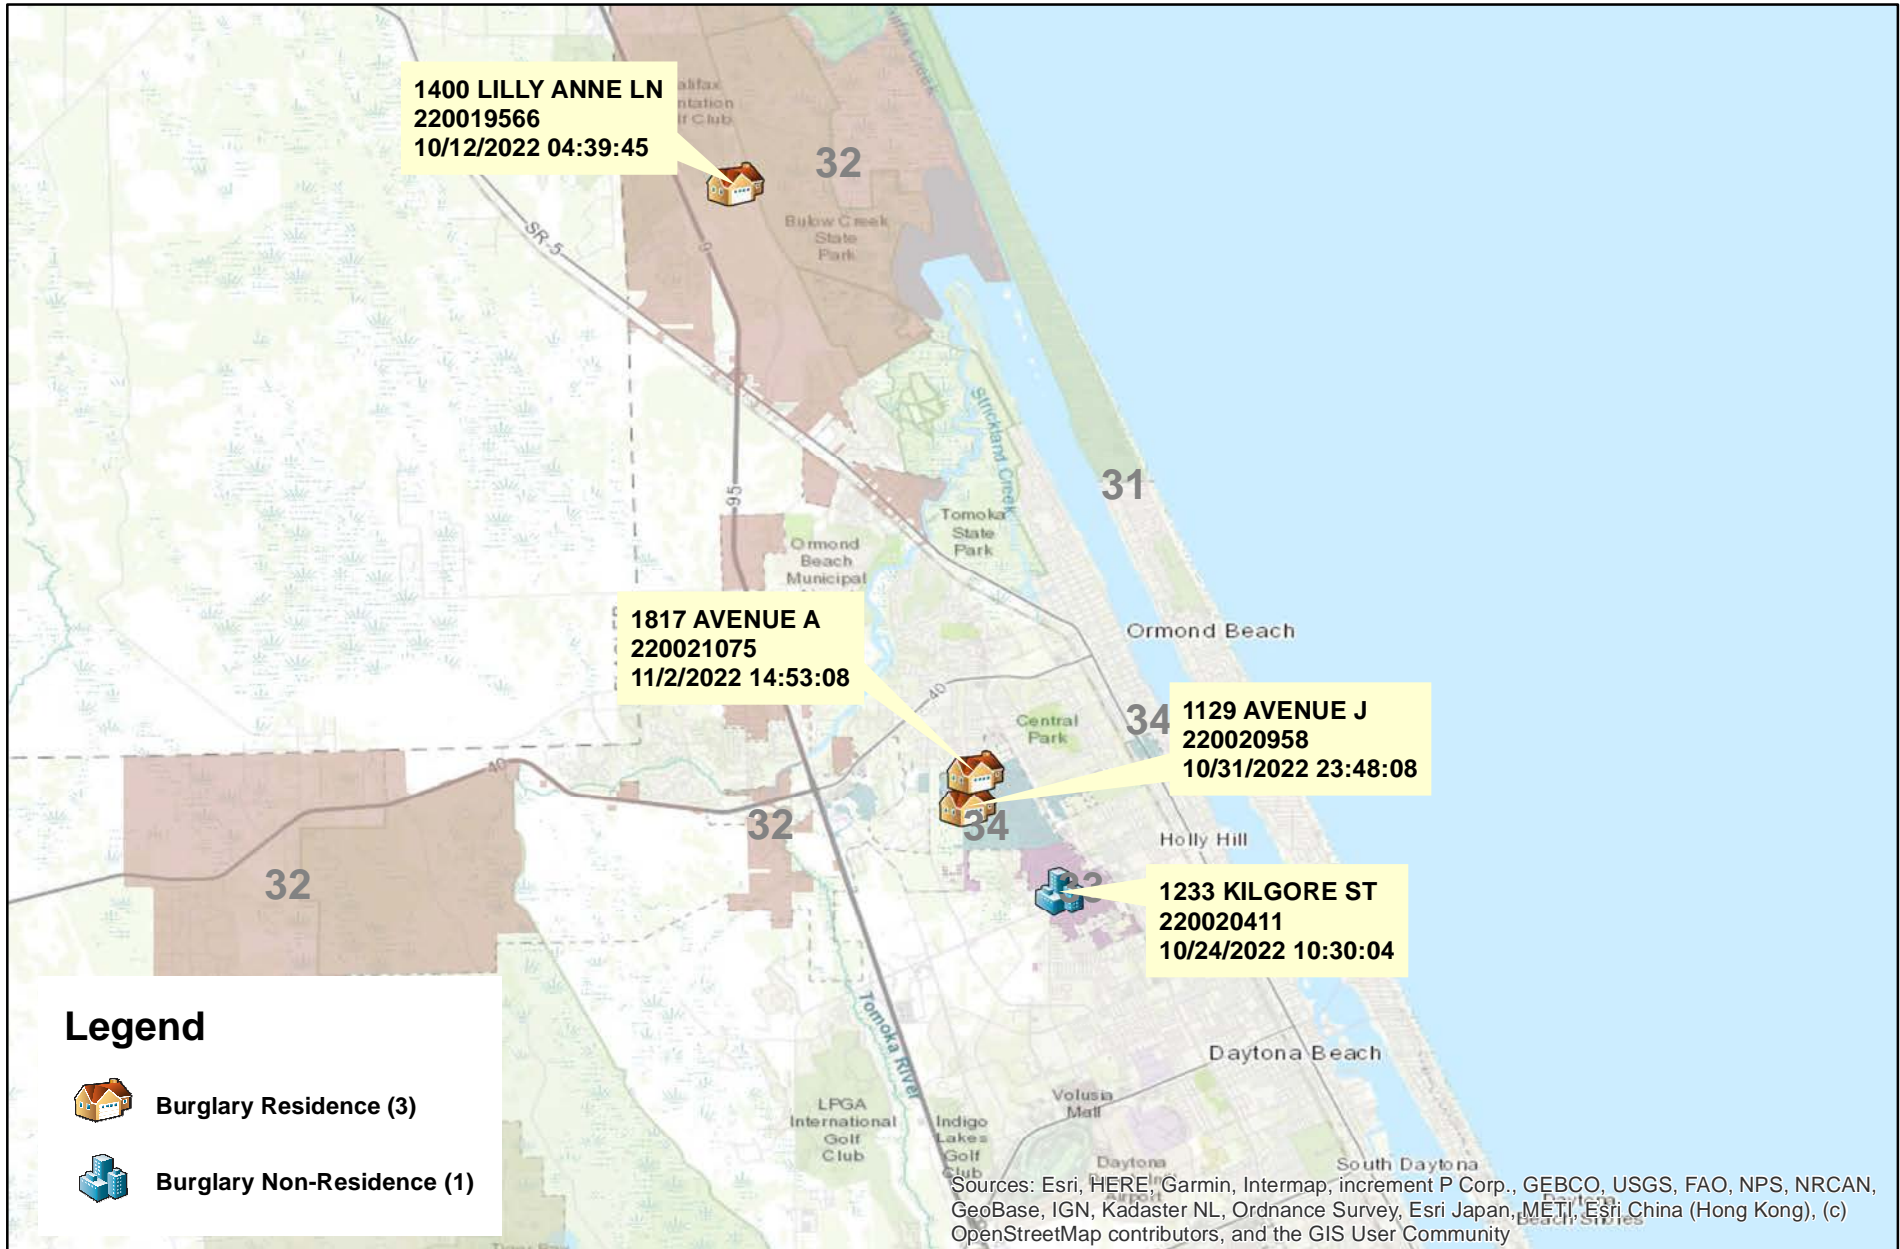 1400 LILLY ANNE LN
220019566
10/12/2022 04:39:45
alifax
ntation
lf Club
32
Bulow Creek
State
Park
SR-5
9
95
Strickland Creek
31
Tomoka
State
Park
Ormond
Beach
Municipal
1817 AVENUE A
220021075
11/2/2022 14:53:08
Ormond Beach
40
Central
Park
34
1129 AVENUE J
220020958
10/31/2022 23:48:08
40
32
34
Holly Hill
32
33
1233 KILGORE ST
220020411
10/24/2022 10:30:04
Legend
Burglary Residence (3)
Burglary Non-Residence (1)
Tomoka River
Daytona Beach
LPGA
International
Golf
Club
Indigo
Lakes
Golf
Club
Volusia
Mall
Daytona
South Daytona
Sources: Esri, HERE, Garmin, Intermap, increment P Corp., GEBCO, USGS, FAO, NPS, NRCAN,
GeoBase, IGN, Kadaster NL, Ordnance Survey, Esri Japan, METI, Esri China (Hong Kong), (c)
OpenStreetMap contributors, and the GIS User Community